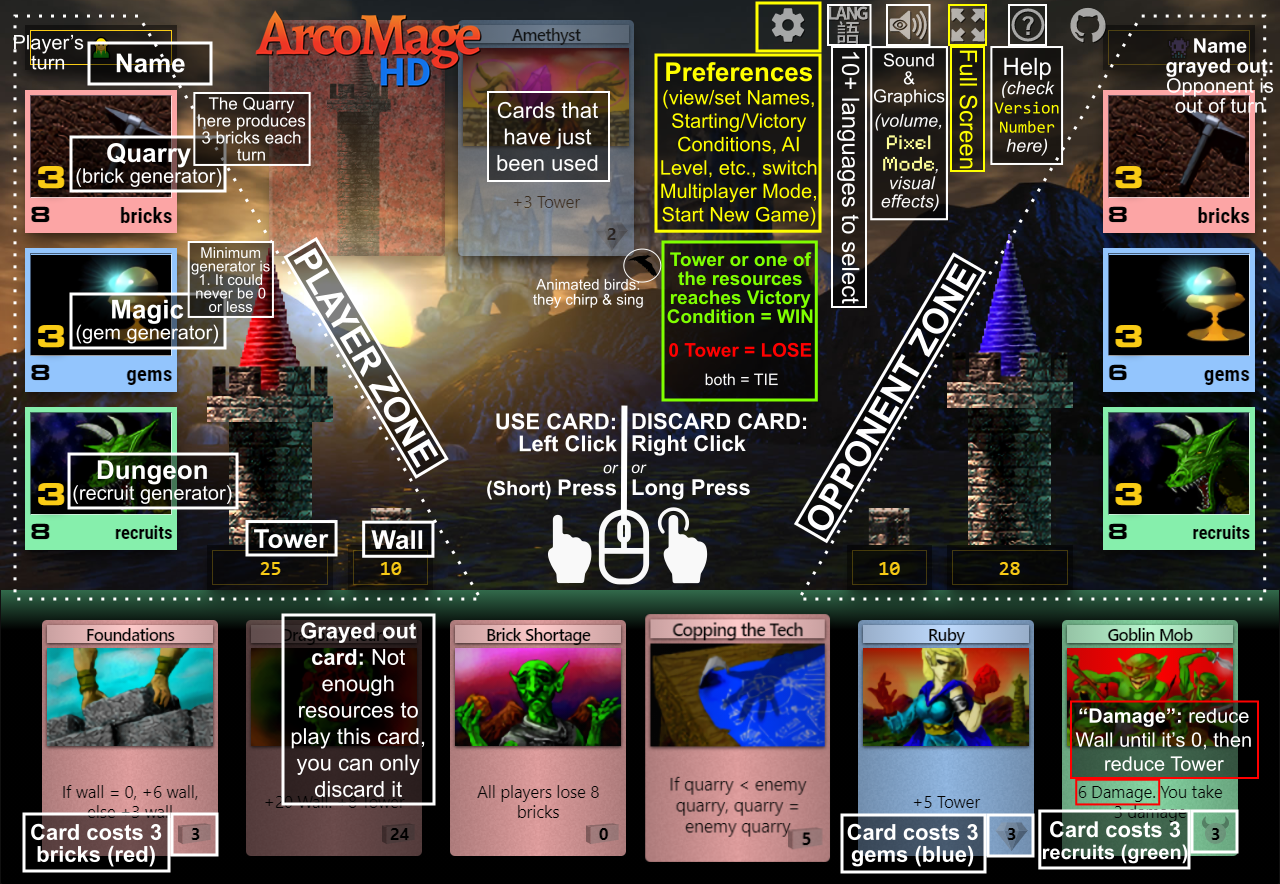 Player's
turn
Name
ArcoMage
HD
Amethyst
LANG
語
Name
grayed out:
Opponent is
out of turn
The Quarry
here produces
3 bricks each
turn
Quarry
(brick generator)
3
8 bricks
Cards that
have just
been used
+3 Tower
2
Preferences
(view/set Names,
Starting/Victory
Conditions, AI
Level, etc., switch
Multiplayer Mode,
Start New Game)
10+ languages to select
Sound
&
Graphics
(volume,
Pixel
Mode,
visual
effects)
Full Screen
Help
(check
Version
Number
here)
3
8 bricks
Minimum
generator is
1. It could
never be 0
or less
Magic
(gem generator)
3
8 gems
PLAYER ZONE
Animated birds:
they chirp & sing
Tower or one of
the resources
reaches Victory
Condition = WIN
0 Tower = LOSE
both = TIE
OPPONENT ZONE
3
6 gems
Dungeon
(recruit generator)
3
8 recruits
USE CARD:
Left Click
or
(Short) Press
DISCARD CARD:
Right Click
or
Long Press
3
8 recruits
Tower
Wall
25
10
10
28
Foundations
If wall = 0, +6 wall,
else +3 wall
3
Card costs 3
bricks (red)
Grayed out
card: Not
enough
resources to
play this card,
you can only
discard it
24
Brick Shortage
All players lose 8
bricks
0
Copping the Tech
If quarry < enemy
quarry, quarry =
enemy quarry
5
Ruby
+5 Tower
3
Card costs 3
gems (blue)
Goblin Mob
“Damage”: reduce
Wall until it’s 0, then
reduce Tower
6 Damage. You take
3 damage
3
Card costs 3
recruits (green)